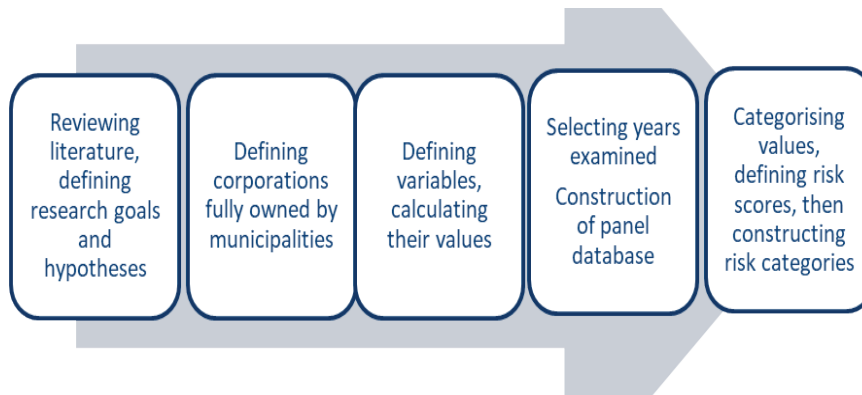 Reviewing
literature,
defining
research goals
and
hypotheses
Defining
corporations
fully owned by
municipalities
Defining
variables,
calculating
their values
Selecting years
examined
Construction
of panel
database
Categorising
values,
defining risk
scores, then
constructing
risk categories